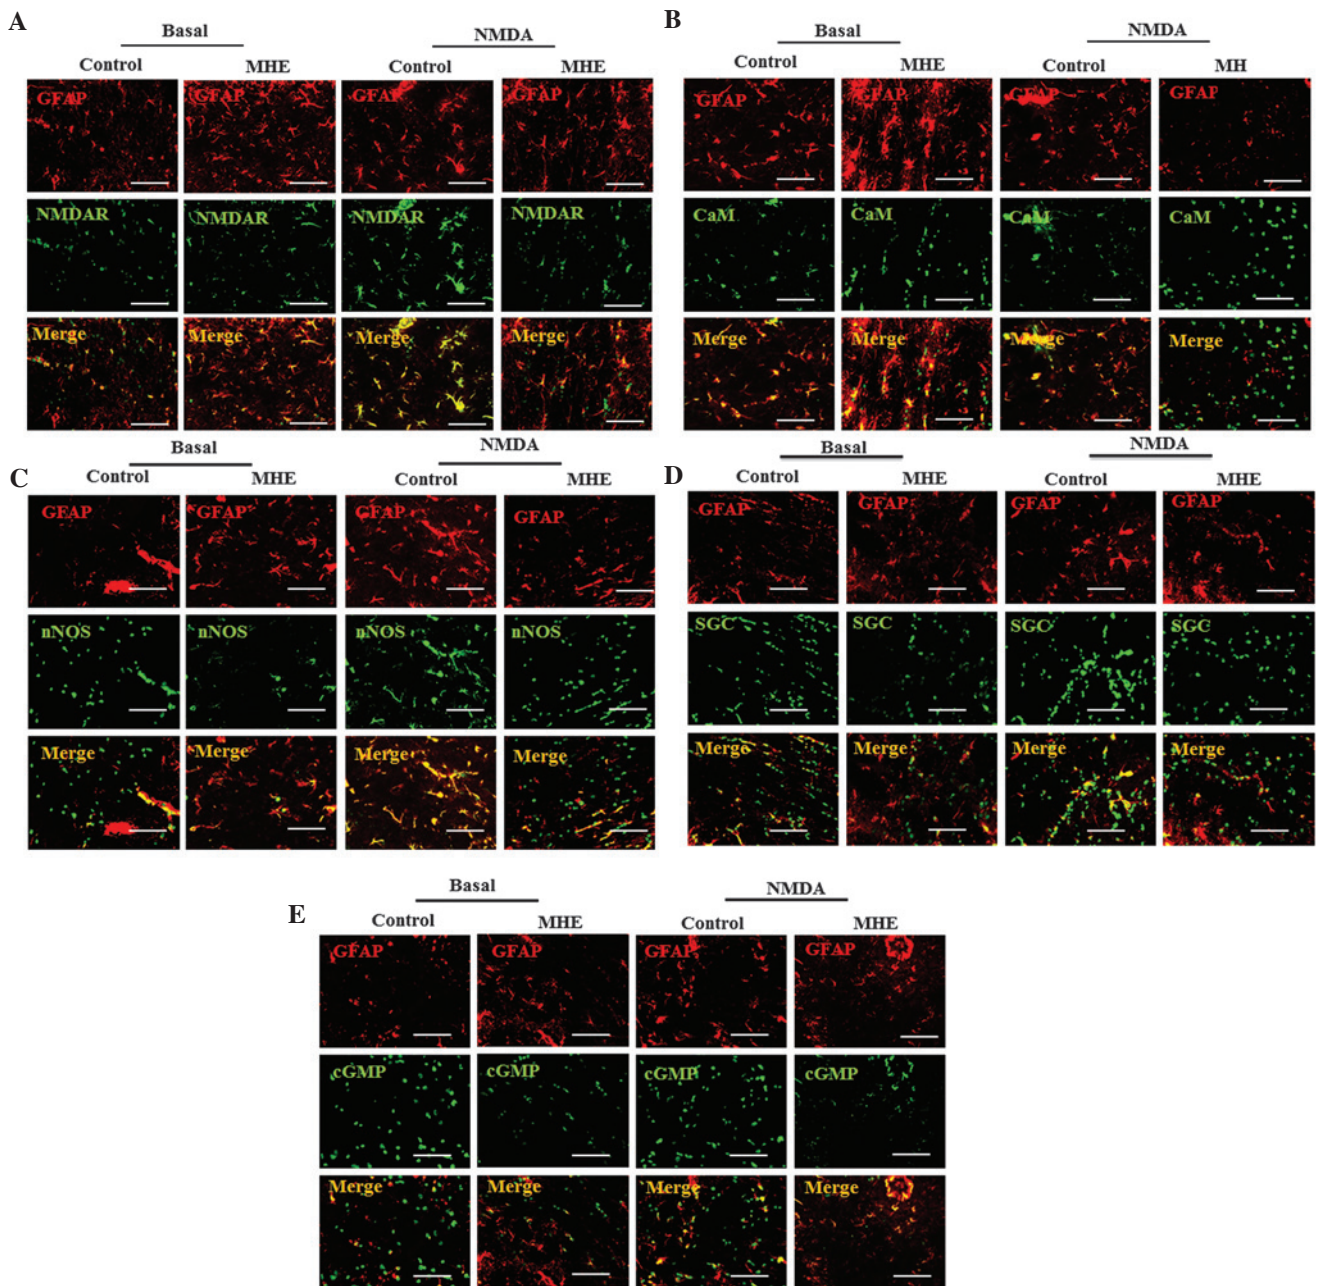 A
Basal
NMDA
Control
MHE
Control
MHE
GFAP
GFAP
GFAP
GFAP
NMDAR
NMDAR
NMDAR
NMDAR
Merge
Merge
Merge
Merge
B
Basal
NMDA
Control
MHE
Control
MH
GFAP
GFAP
GFAP
GFAP
CaM
CaM
CaM
CaM
Merge
Merge
Merge
Merge
C
Basal
NMDA
Control
MHE
Control
MHE
GFAP
GFAP
GFAP
GFAP
nNOS
nNOS
nNOS
nNOS
Merge
Merge
Merge
Merge
D
Basal
NMDA
Control
MHE
Control
MHE
GFAP
GFAP
GFAP
GFAP
SGC
SGC
SGC
SGC
Merge
Merge
Merge
Merge
E
Basal
NMDA
Control
MHE
Control
MHE
GFAP
GFAP
GFAP
GFAP
cGMP
cGMP
cGMP
cGMP
Merge
Merge
Merge
Merge